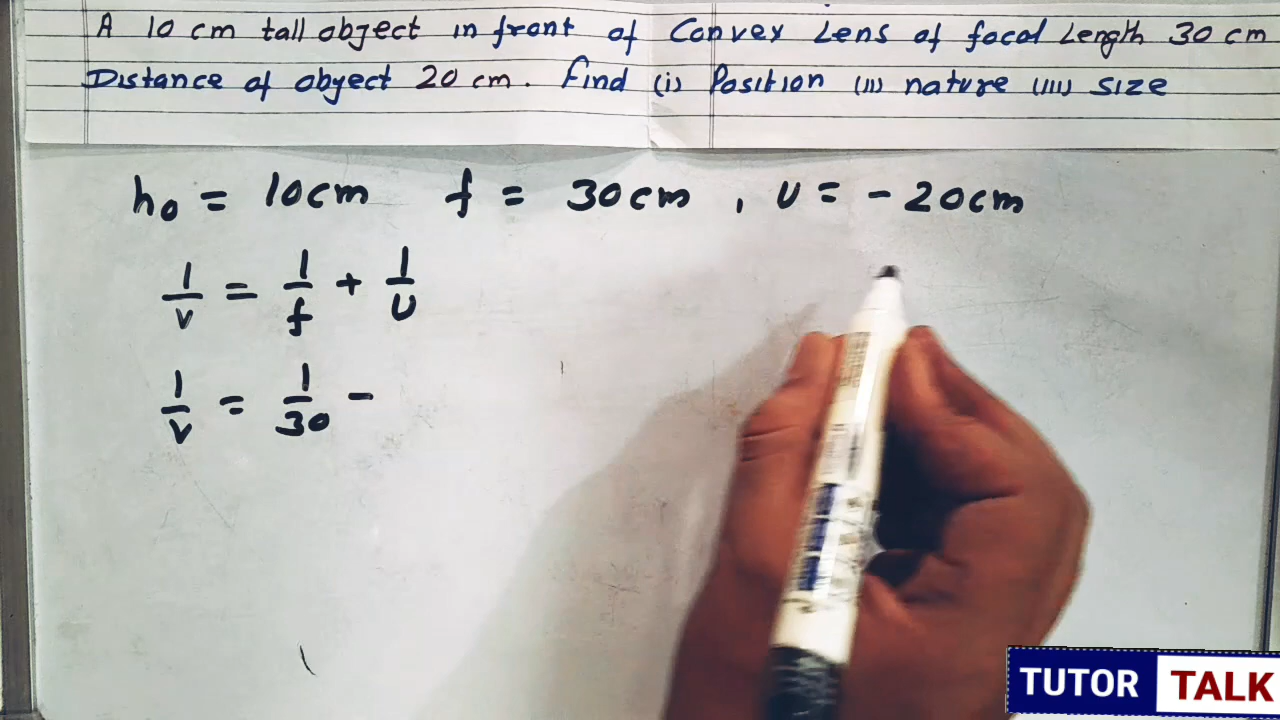 A 10 cm tall object in front of Convex Lens of focal Length 30 cm
Distance of object 20 cm. Find (i) Position (ii) nature (iii) size
h₀ = 10cm f = 30cm , u = - 20cm
1/v = 1/f + 1/u
1/v = 1/30 -
TUTOR TALK